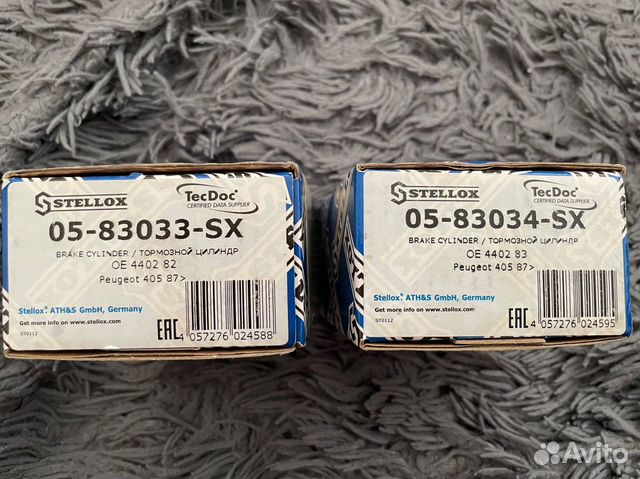 STELLOX
TecDoc
CERTIFIED DATA SUPPLIER
05-83033-SX
BRAKE CYLINDER / ТОРМОЗНОЙ ЦИЛИНДР
OE 4402 82
Peugeot 405 87>
Stellox® ATH&S GmbH, Germany
Get more info on www.stellox.com
ST0112
EAC
4 057276 024588
STELLOX
TecDoc
CERTIFIED DATA SUPPLIER
05-83034-SX
BRAKE CYLINDER / ТОРМОЗНОЙ ЦИЛИНДР
OE 4402 83
Peugeot 405 87>
Stellox® ATH&S GmbH, Germany
Get more info on www.stellox.com
ST0112
EAC
4 057276 024595
Avito